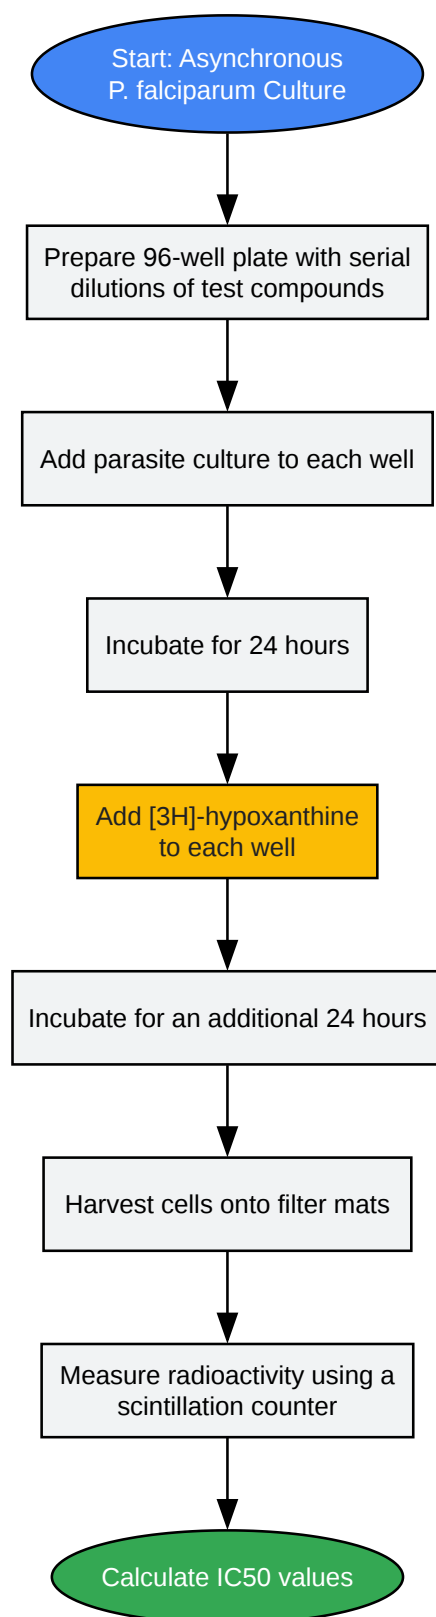 Start: Asynchronous
P. falciparum Culture
Prepare 96-well plate with serial
dilutions of test compounds
Add parasite culture to each well
Incubate for 24 hours
Add [3H]-hypoxanthine
to each well
Incubate for an additional 24 hours
Harvest cells onto filter mats
Measure radioactivity using a
scintillation counter
Calculate IC50 values